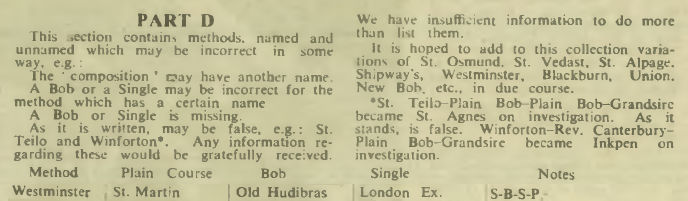 PART D
This section contains methods, named and
unnamed which may be incorrect in some
way, e.g.:
The 'composition' may have another name.
A Bob or a Single may be incorrect for the
method which has a certain name
A Bob or Single is missing.
As it is written, may be false, e.g.: St.
Teilo and Winforton*. Any information re-
garding these would be gratefully received.
We have insufficient information to do more
than list them.
It is hoped to add to this collection varia-
tions of St. Osmund, St. Vedast, St. Alpage,
Shipway's, Westminster, Blackburn, Union,
New Bob, etc., in due course.
*St. Teilo-Plain Bob-Plain Bob-Grandsire
became St. Agnes on investigation. As it
stands, is false. Winforton-Rev. Canterbury-
Plain Bob-Grandsire became Inkpen on
investigation.
Method Plain Course Bob Single Notes
Westminster St. Martin Old Hudibras London Ex. S-B-S-P